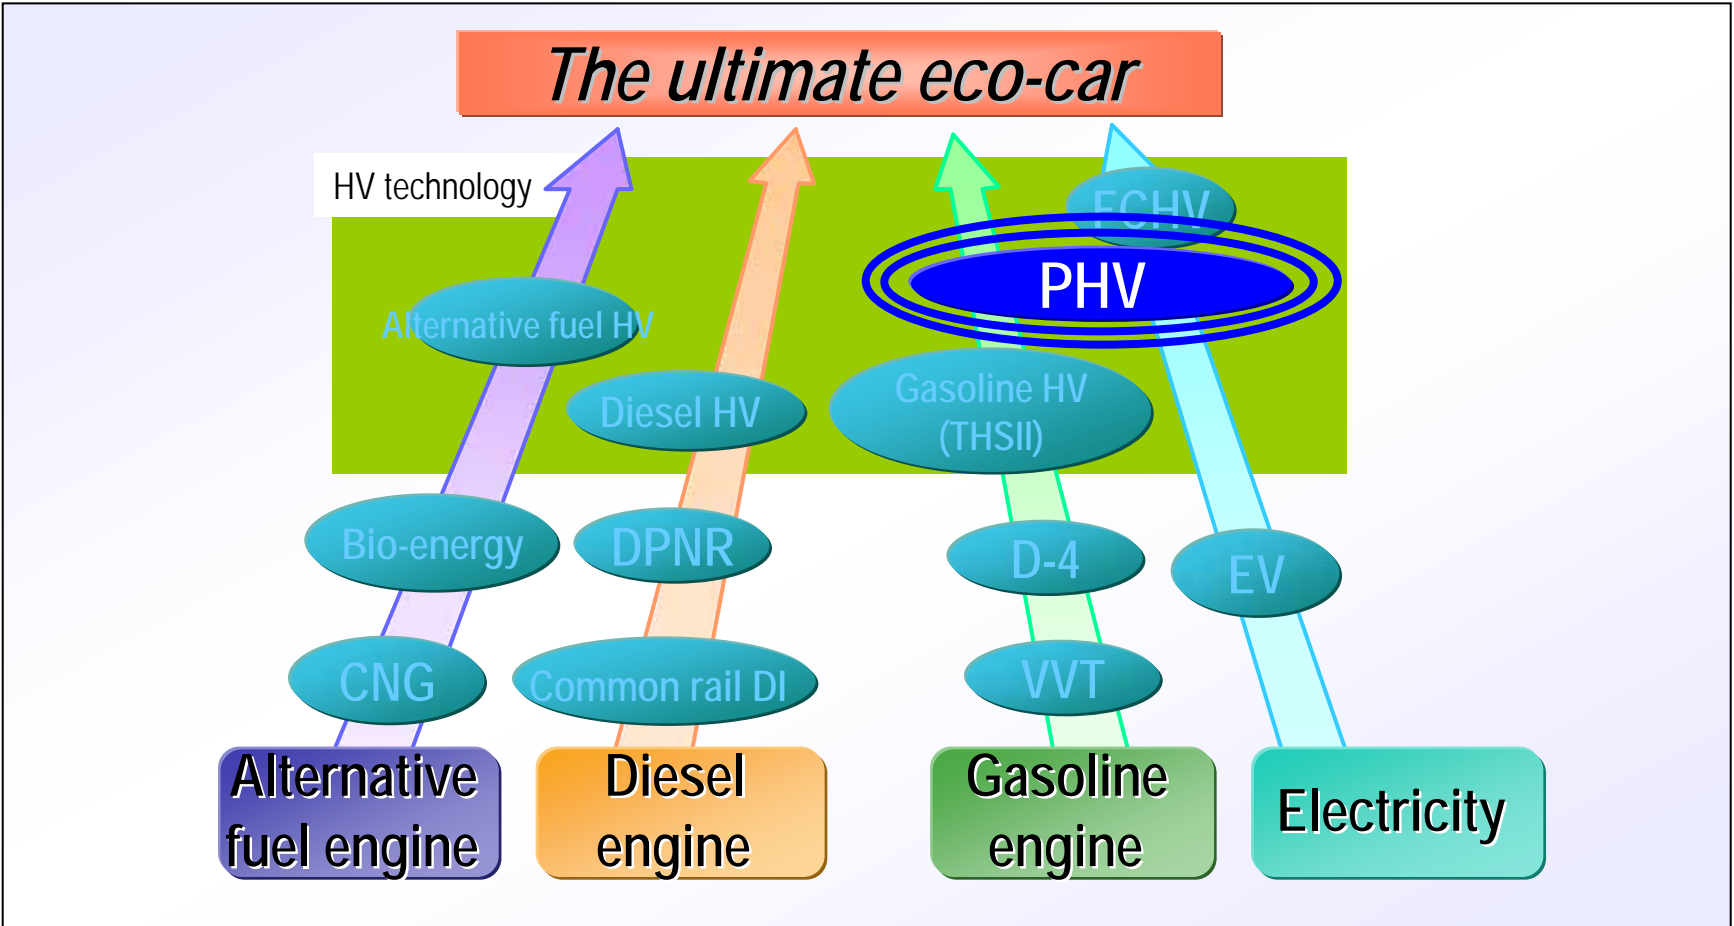 The ultimate eco-car
HV technology
FCHV
PHV
Alternative fuel HV
Diesel HV
Gasoline HV
(THSII)
Bio-energy
DPNR
D-4
EV
CNG
Common rail DI
VVT
Alternative
fuel engine
Diesel
engine
Gasoline
engine
Electricity